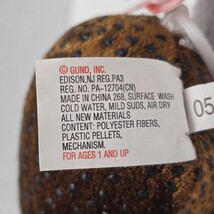 © GUND, INC.
EDISON,NJ REG.PA3
REG. NO. PA-12704(CN)
MADE IN CHINA 268, SURFACE WASH
COLD WATER, MILD SUDS, AIR DRY
ALL NEW MATERIALS
CONTENT: POLYESTER FIBERS,
PLASTIC PELLETS,
MECHANISM.
FOR AGES 1 AND UP
05